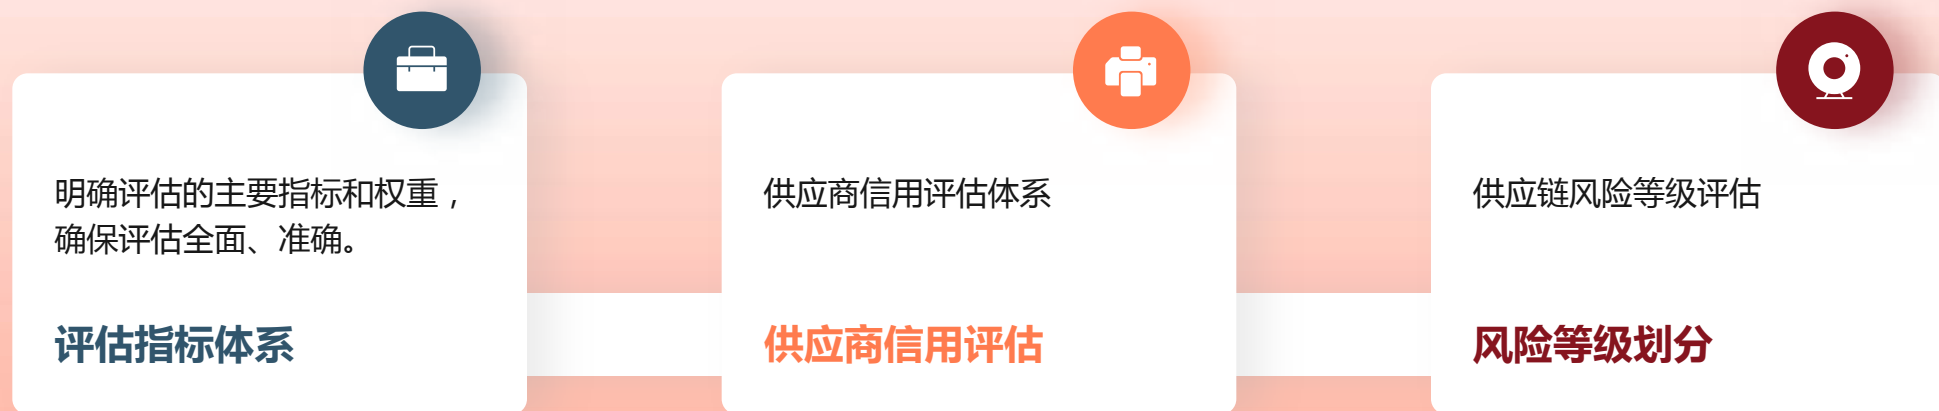 明确评估的主要指标和权重，
确保评估全面、准确。
评估指标体系
供应商信用评估体系
供应商信用评估
供应链风险等级评估
风险等级划分